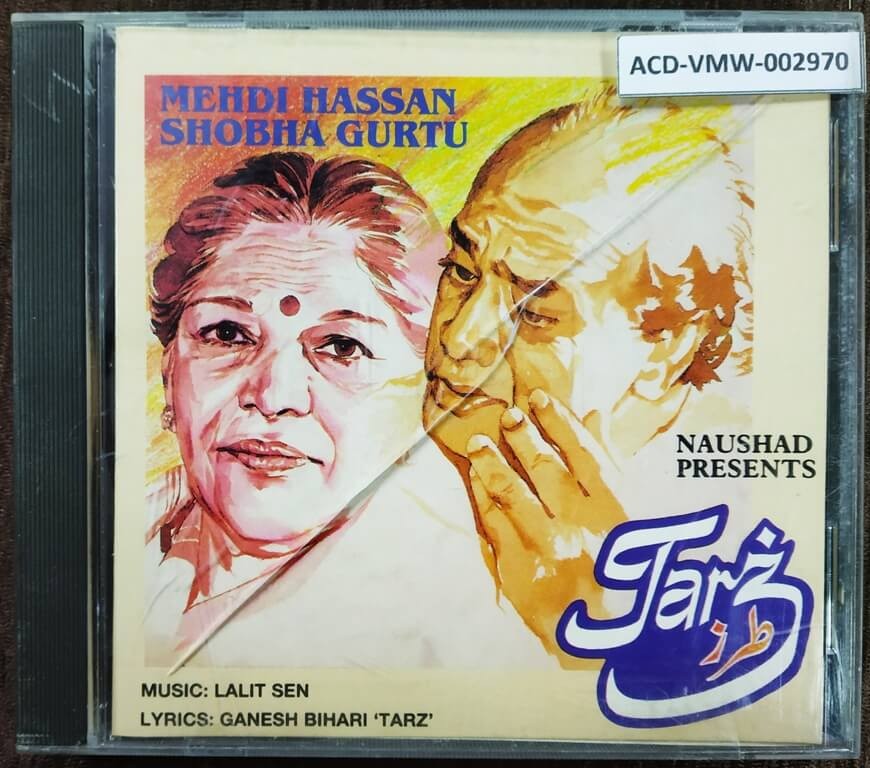 ACD-VMW-002970
MEHDI HASSAN
SHOBHA GURTU
NAUSHAD
PRESENTS
Tarz
طرز
MUSIC: LALIT SEN
LYRICS: GANESH BIHARI ‘TARZ’